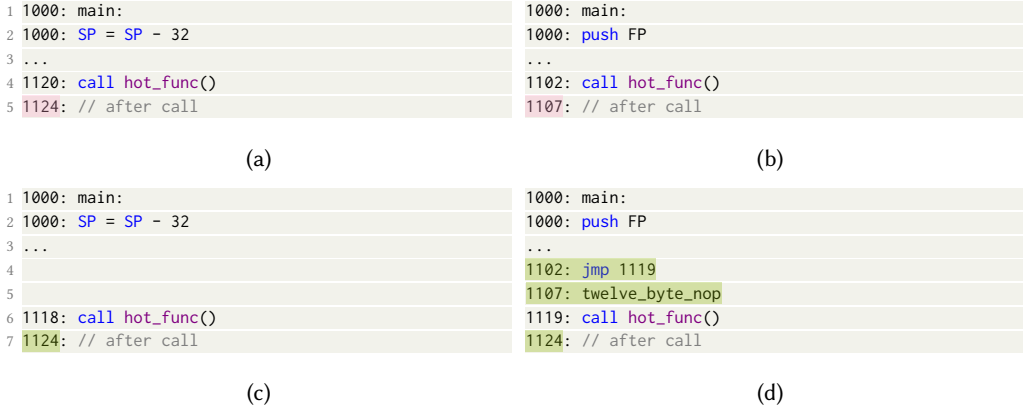 1 1000: main:
2 1000: SP = SP - 32
3 ...
4 1120: call hot_func()
5 1124: // after call
(a)
1000: main:
1000: push FP
...
1102: call hot_func()
1107: // after call
(b)
1 1000: main:
2 1000: SP = SP - 32
3 ...
4
5
6 1118: call hot_func()
7 1124: // after call
(c)
1000: main:
1000: push FP
...
1102: jmp 1119
1107: twelve_byte_nop
1119: call hot_func()
1124: // after call
(d)